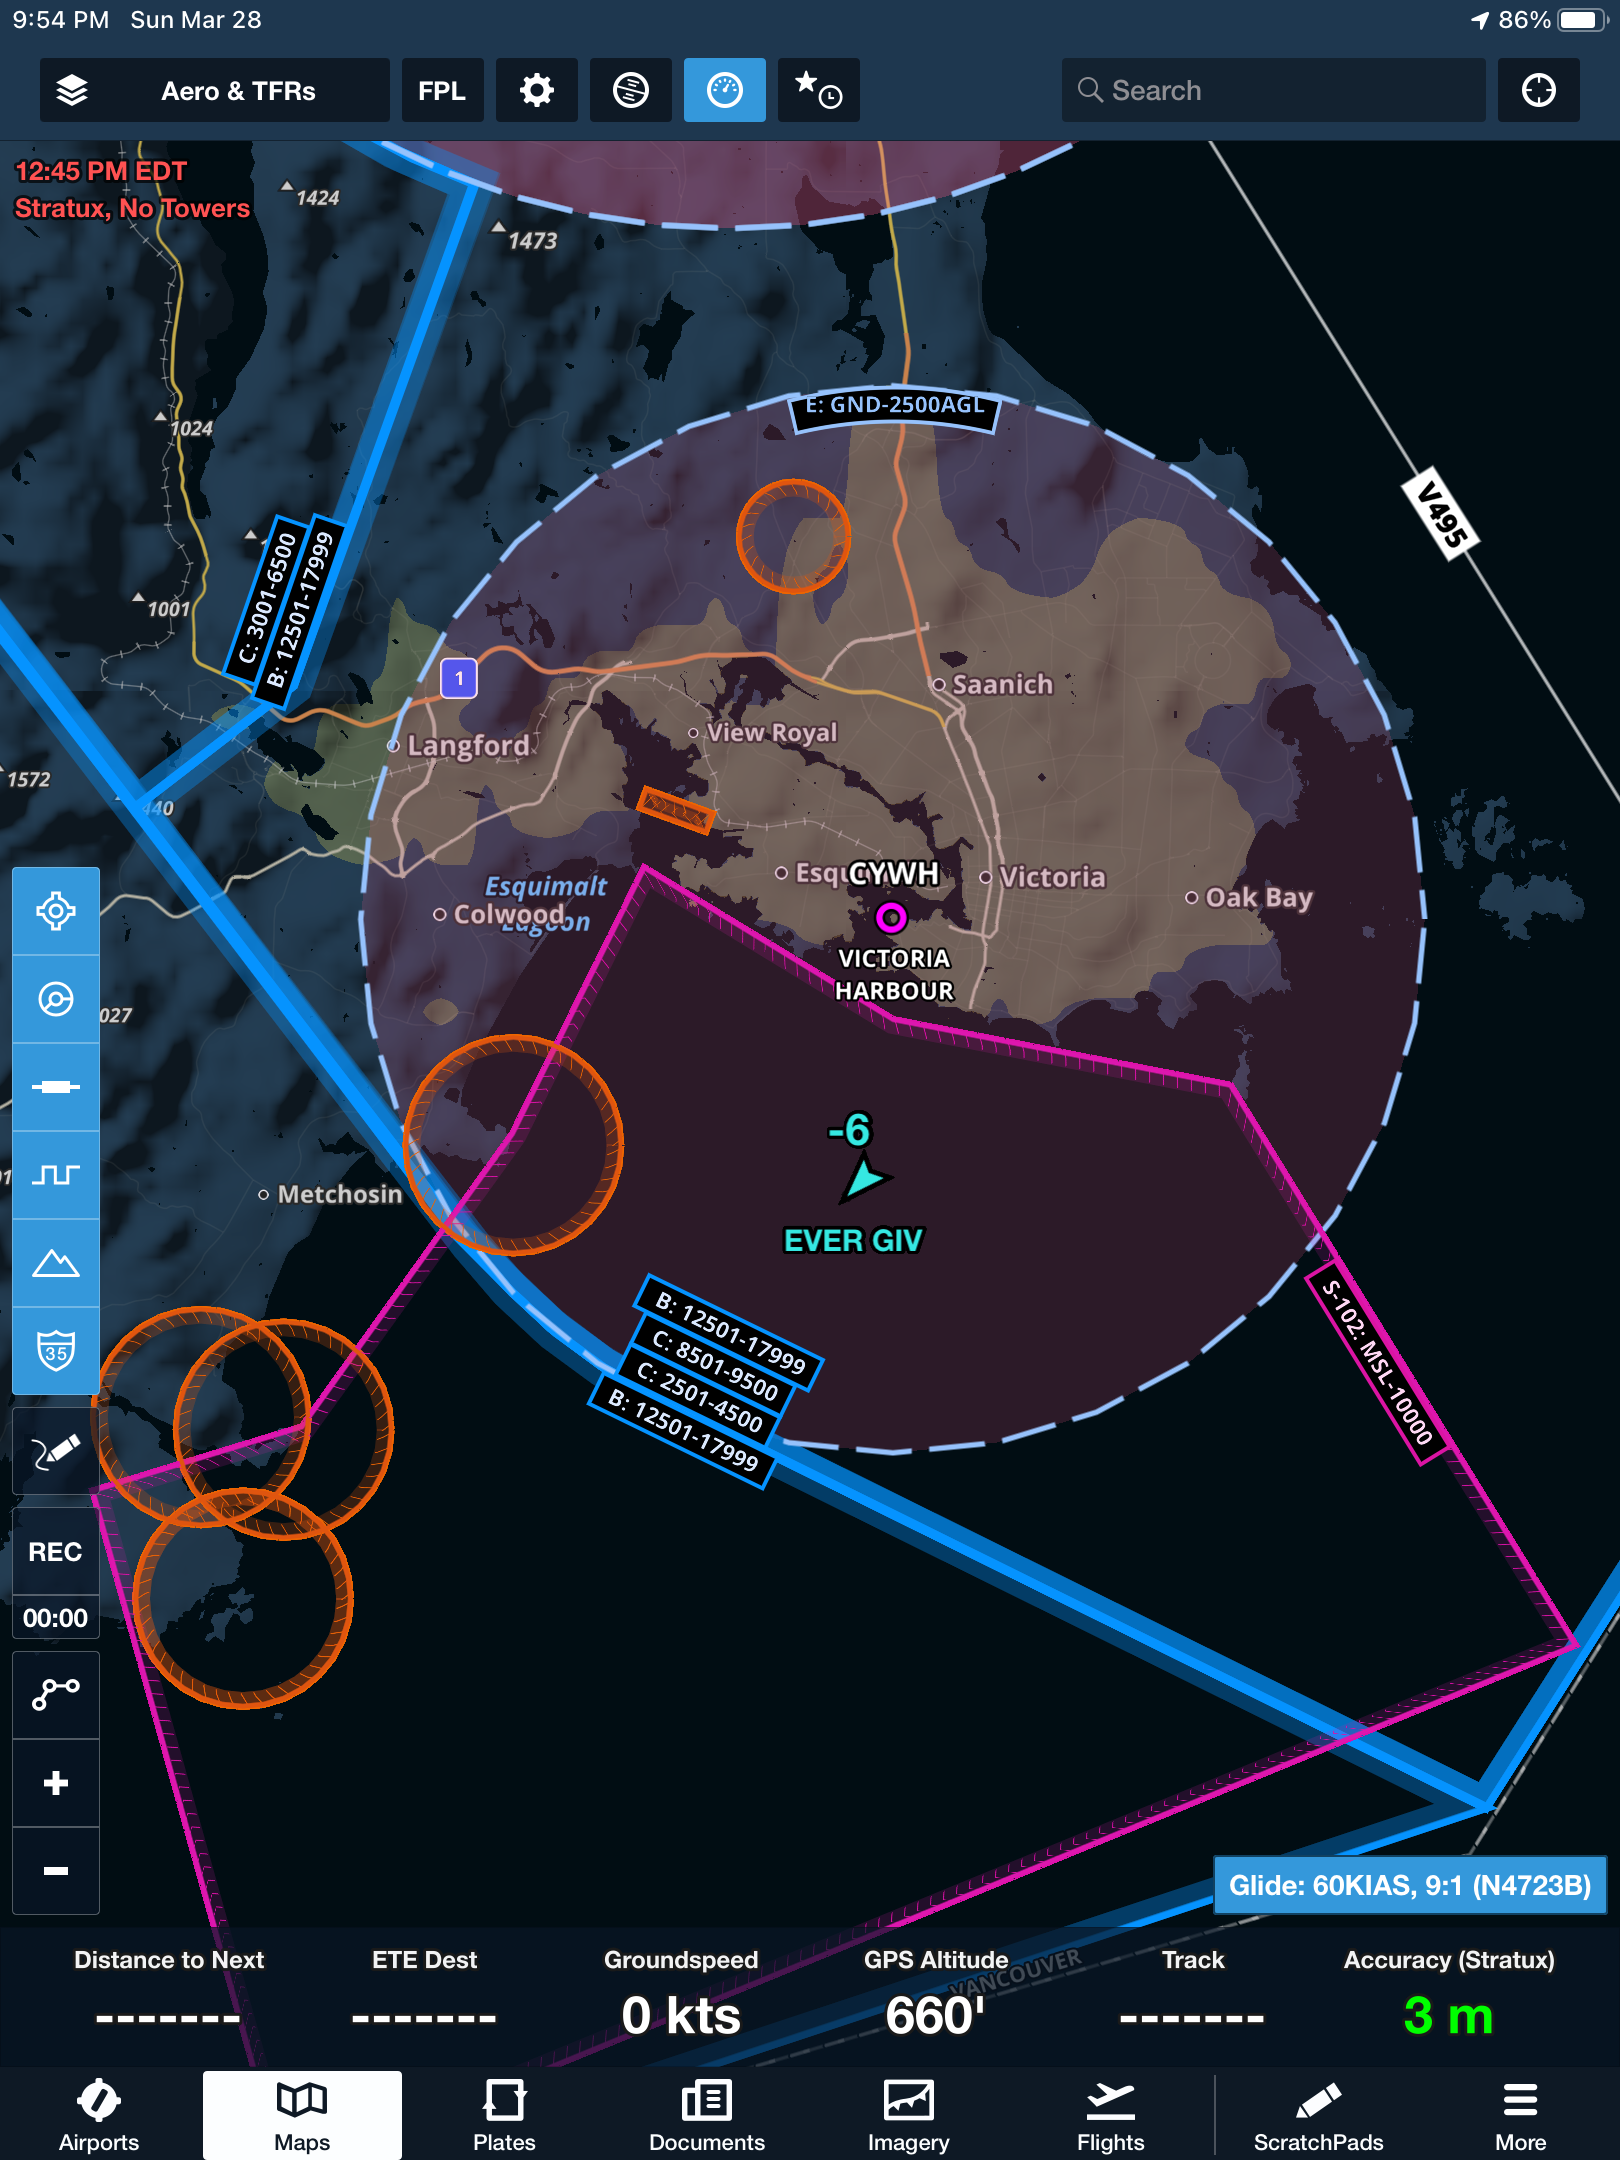 9:54 PM Sun Mar 28
86%
Aero & TFRs
FPL
Search
12:45 PM EDT
Stratux, No Towers
1424
1473
E: GND-2500AGL
1024
V495
C: 3001-6500
B: 12501-17999
1001
1
Saanich
View Royal
Langford
1572
440
Esqu
CYWH
Victoria
Esquimalt
Lagoon
Colwood
Oak Bay
VICTORIA
HARBOUR
027
-6
EVER GIV
Metchosin
B: 12501-17999
C: 8501-9500
C: 2501-4500
B: 12501-17999
S-102: MSL-10000
35
REC
00:00
Glide: 60KIAS, 9:1 (N4723B)
VANCOUVER
Distance to Next
-------
ETE Dest
-------
Groundspeed
0 kts
GPS Altitude
660'
Track
-------
Accuracy (Stratux)
3 m
Airports
Maps
Plates
Documents
Imagery
Flights
ScratchPads
More